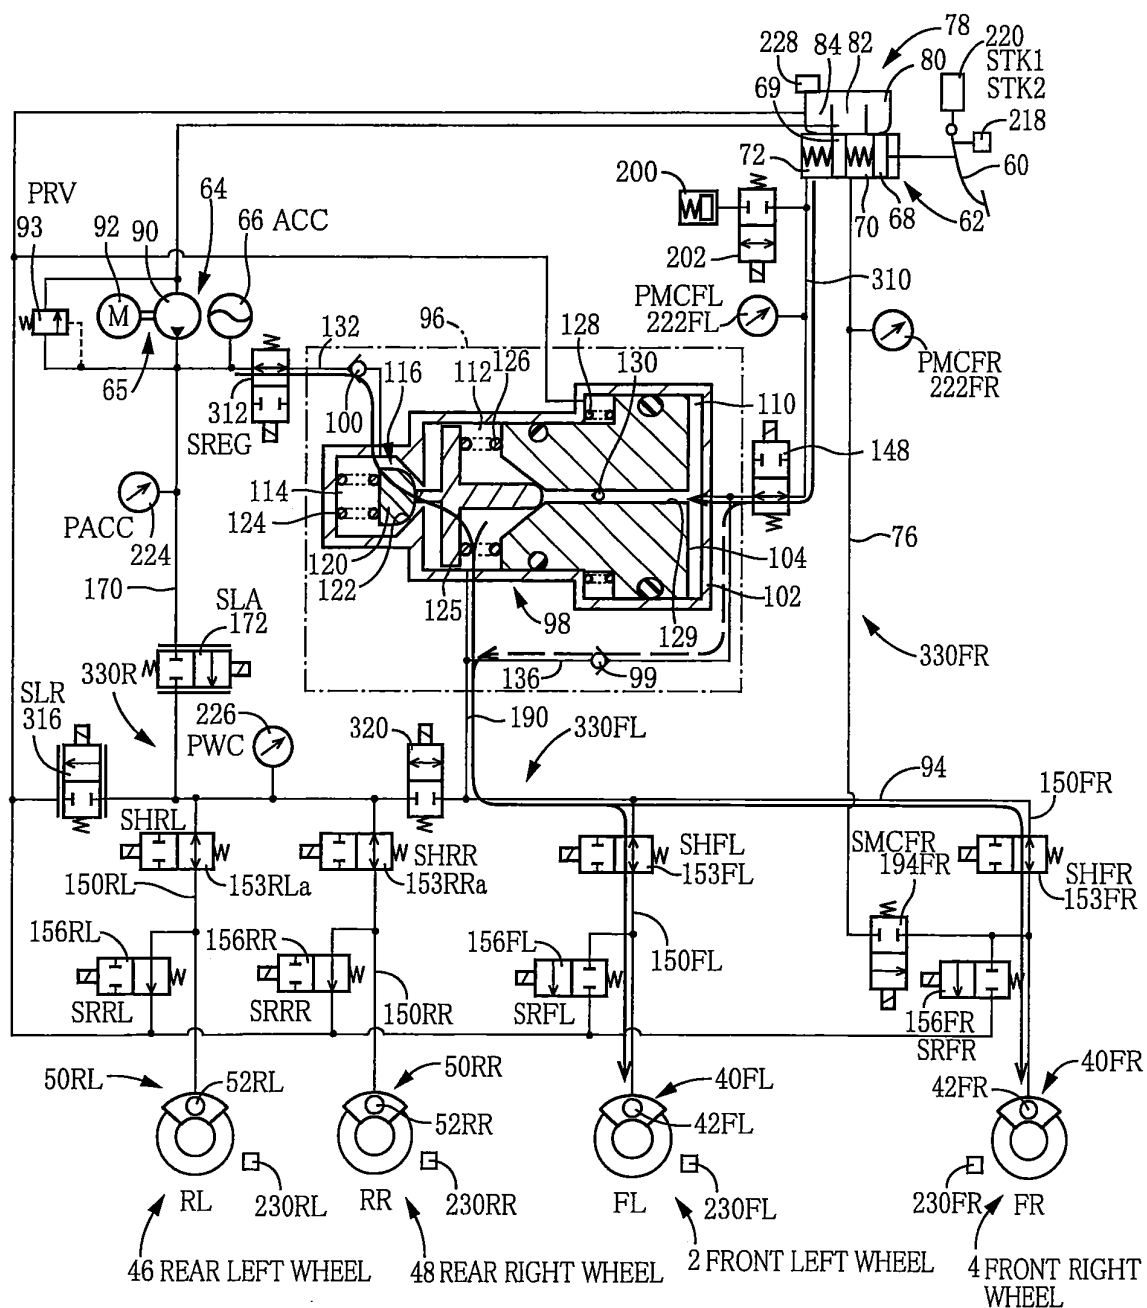 78
228
84 82
80
220
STK1
STK2
69
218
72
60
200
70
68
62
202
310
PRV
93
92
90
64
66 ACC
M
65
PMCFL
222FL
PMCFR
222FR
96
132
312
SREG
100
116
112
126
128
130
110
148
114
124
120
122
125
98
104
102
129
76
PACC
224
170
SLA
172
136
99
330FR
330R
SLR
316
226
PWC
320
190
330FL
94
150FR
SHRL
153RLa
150RL
SHRR
153RRa
SHFL
153FL
SMCFR
194FR
SHFR
153FR
156RL
SRRL
156RR
SRRR
150RR
156FL
SRFL
150FL
156FR
SRFR
50RL
52RL
50RR
52RR
40FL
42FL
40FR
42FR
230RL
230RR
230FL
230FR
RL
RR
FL
FR
46 REAR LEFT WHEEL
48 REAR RIGHT WHEEL
2 FRONT LEFT WHEEL
4 FRONT RIGHT
WHEEL